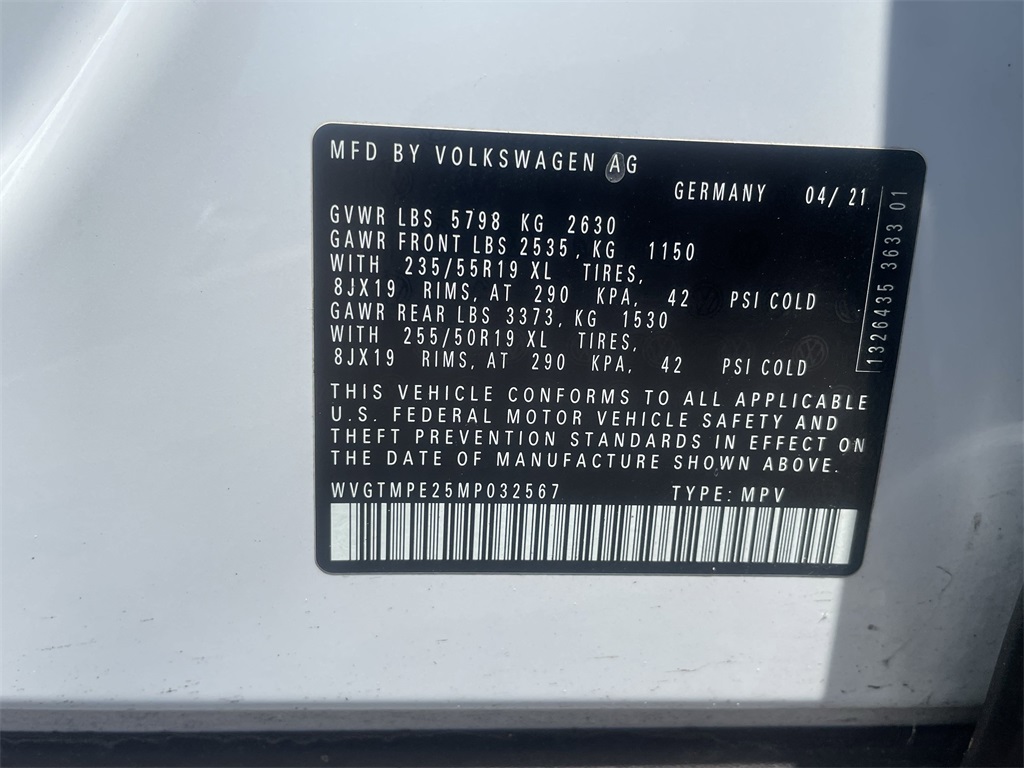 MFD BY VOLKSWAGEN AG
GERMANY 04/ 21
GVWR LBS 5798 KG 2630
GAWR FRONT LBS 2535, KG 1150
WITH 235/55R19 XL TIRES,
8JX19 RIMS, AT 290 KPA, 42 PSI COLD
GAWR REAR LBS 3373, KG 1530
WITH 255/50R19 XL TIRES,
8JX19 RIMS, AT 290 KPA, 42 PSI COLD
THIS VEHICLE CONFORMS TO ALL APPLICABLE
U.S. FEDERAL MOTOR VEHICLE SAFETY AND
THEFT PREVENTION STANDARDS IN EFFECT ON
THE DATE OF MANUFACTURE SHOWN ABOVE.
WVGTMPE25MP032567 TYPE: MPV
1326435 3633 01